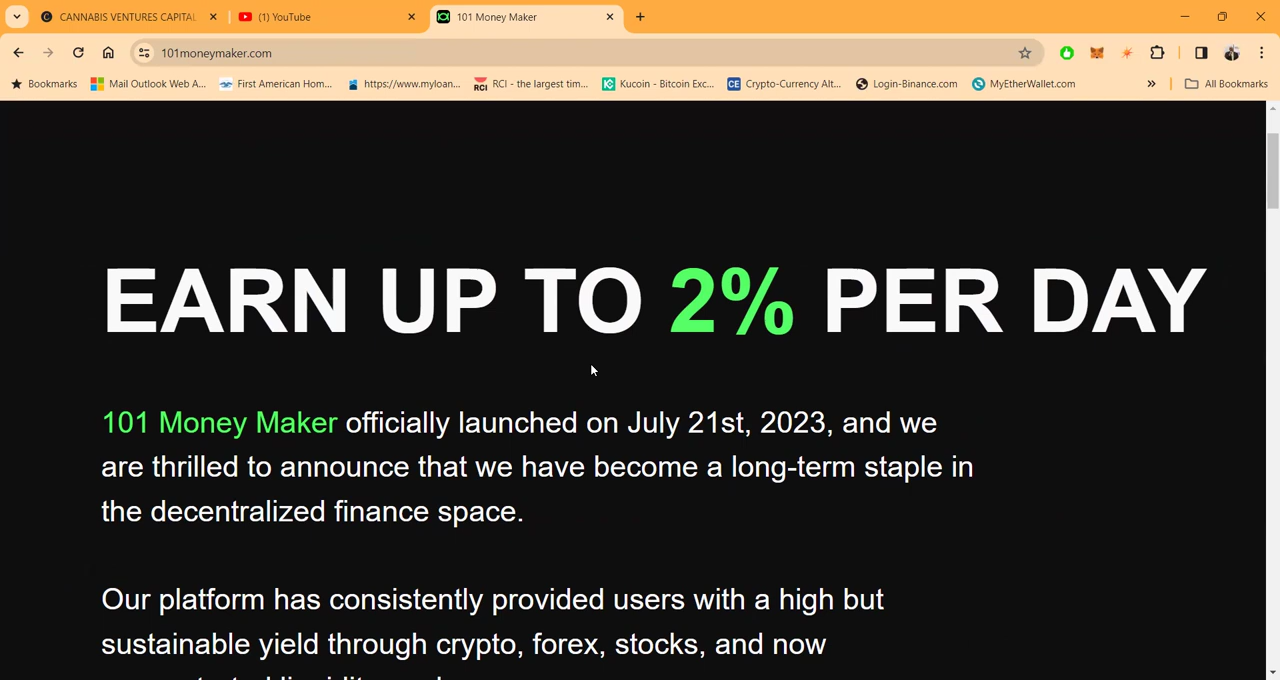 CANNABIS VENTURES CAPITAL
(1) YouTube
101 Money Maker
101moneymaker.com
Bookmarks
Mail Outlook Web A...
First American Hom...
https://www.myloan...
RCI - the largest tim...
Kucoin - Bitcoin Exc...
Crypto-Currency Alt...
Login-Binance.com
MyEtherWallet.com
All Bookmarks
EARN UP TO 2% PER DAY
101 Money Maker officially launched on July 21st, 2023, and we
are thrilled to announce that we have become a long-term staple in
the decentralized finance space.
Our platform has consistently provided users with a high but
sustainable yield through crypto, forex, stocks, and now